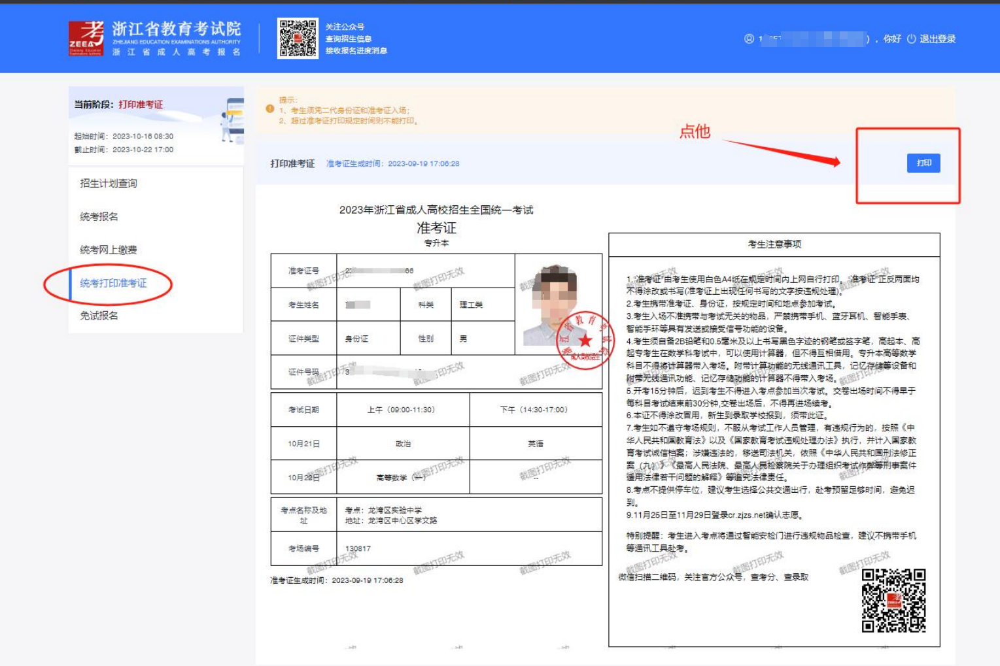 浙江省教育考试院
ZHEJIANG EDUCATION EXAMINATIONS AUTHORITY
浙江省成人高考报名
考
ZEEA
关注公众号
查询招生信息
接收报名进度消息
)，你好 退出登录
当前阶段：打印准考证
起始时间：2023-10-16 08:30
截止时间：2023-10-22 17:00
招生计划查询
统考报名
统考网上缴费
统考打印准考证
免试报名
提示：
1、考生须凭二代身份证和准考证入场；
2、超过准考证打印规定时间则不能打印。
点他
打印准考证 准考证生成时间：2023-09-19 17:06:28
打印
2023年浙江省成人高校招生全国统一考试
准考证
专升本
准考证号 66
考生姓名 科类 理工类
证件类型 身份证 性别 男
证件号码
考试日期 上午（09:00-11:30） 下午（14:30-17:00）
10月21日 政治 英语
10月22日 高等数学（一） --
考点名称及地址
考点：龙湾区实验中学
地址：龙湾区中心区学文路
考场编号 130817
准考证生成时间：2023-09-19 17:06:28
成人高校招生
截图打印无效
考生注意事项
1.“准考证”由考生使用白色A4纸在规定时间内上网自行打印。“准考证”正反两面均
不得涂改或书写(准考证上出现任何书写的文字按违规处理)。
2.考生携带准考证、身份证，按规定时间和地点参加考试。
3.考生入场不准携带与考试无关的物品，严禁携带手机、蓝牙耳机、智能手表、
智能手环等具有发送或接受信号功能的设备。
4.考生须自备2B铅笔和0.5毫米及以上书写黑色字迹的钢笔或签字笔，高起本、高
起专考生在数学科考试中，可以使用计算器，但不得互相借用。专升本高等数学
科目不得将计算器带入考场。附带计算功能的无线通讯工具，记忆存储等设备和
附带无线通讯功能、记忆存储功能的计算器不得带入考场。
5.开考15分钟后，迟到考生不得进入考点参加当次考试。交卷出场时间不得早于
每科目考试结束前30分钟,交卷出场后，不得再进场续考。
6.本证不得涂改冒用，新生到录取学校报到，须带此证。
7.考生如不遵守考场规则，不服从考试工作人员管理，有违规行为的，按照《中
华人民共和国教育法》以及《国家教育考试违规处理办法》执行，并计入国家教
育考试诚信档案；涉嫌违法的，移送司法机关，依照《中华人民共和国刑法修正
案（九）》《最高人民法院、最高人民检察院关于办理组织考试作弊等刑事案件
适用法律若干问题的解释》等追究法律责任。
8.考点不提供停车位，建议考生选择公共交通出行，赴考预留足够时间，避免迟
到。
9.11月25日至11月29日登录cr.zjzs.net确认志愿。
特别提醒：考生进入考点将通过智能安检门进行违规物品检查，建议不携带手机
等通讯工具赴考。
微信扫描二维码，关注官方公众号，查考分、查录取